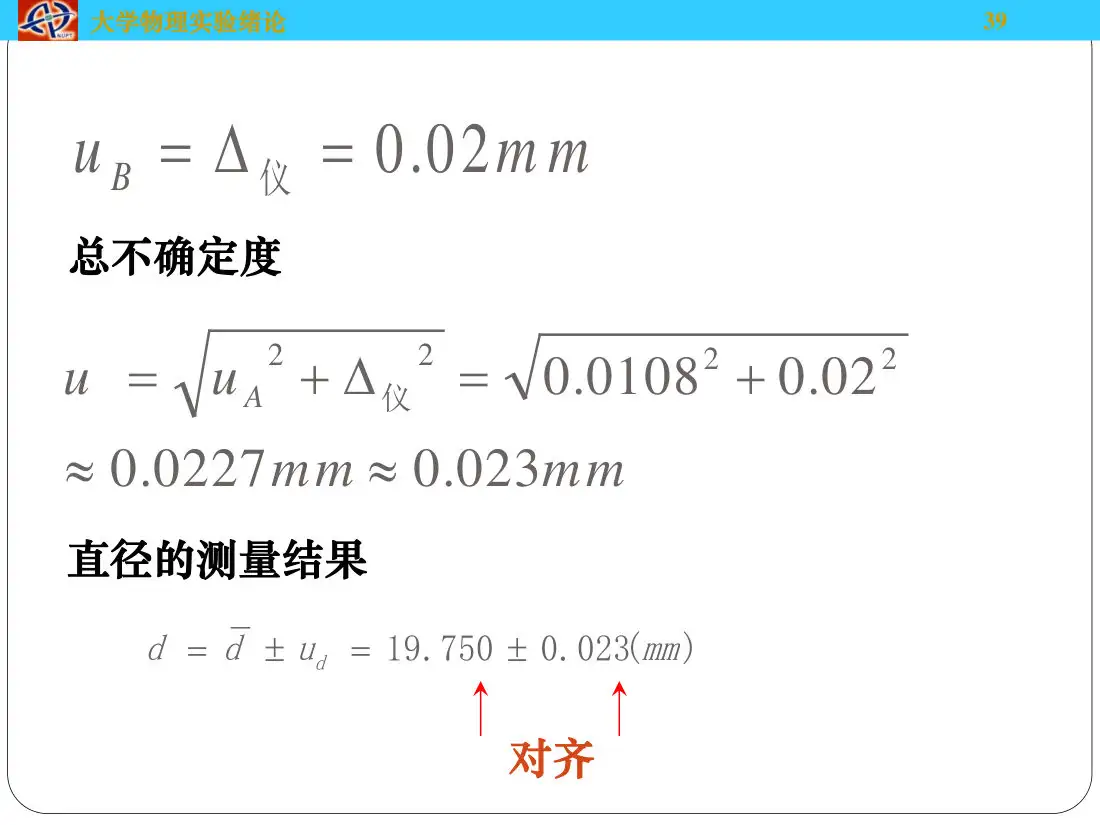 大学物理实验绪论 39
u_B = Δ_仪 = 0.02mm
总不确定度
u = √(u_A² + Δ_仪²) = √(0.0108² + 0.02²)
≈ 0.0227mm ≈ 0.023mm
直径的测量结果
d = d̅ ± u_d = 19.750 ± 0.023(mm)
对齐